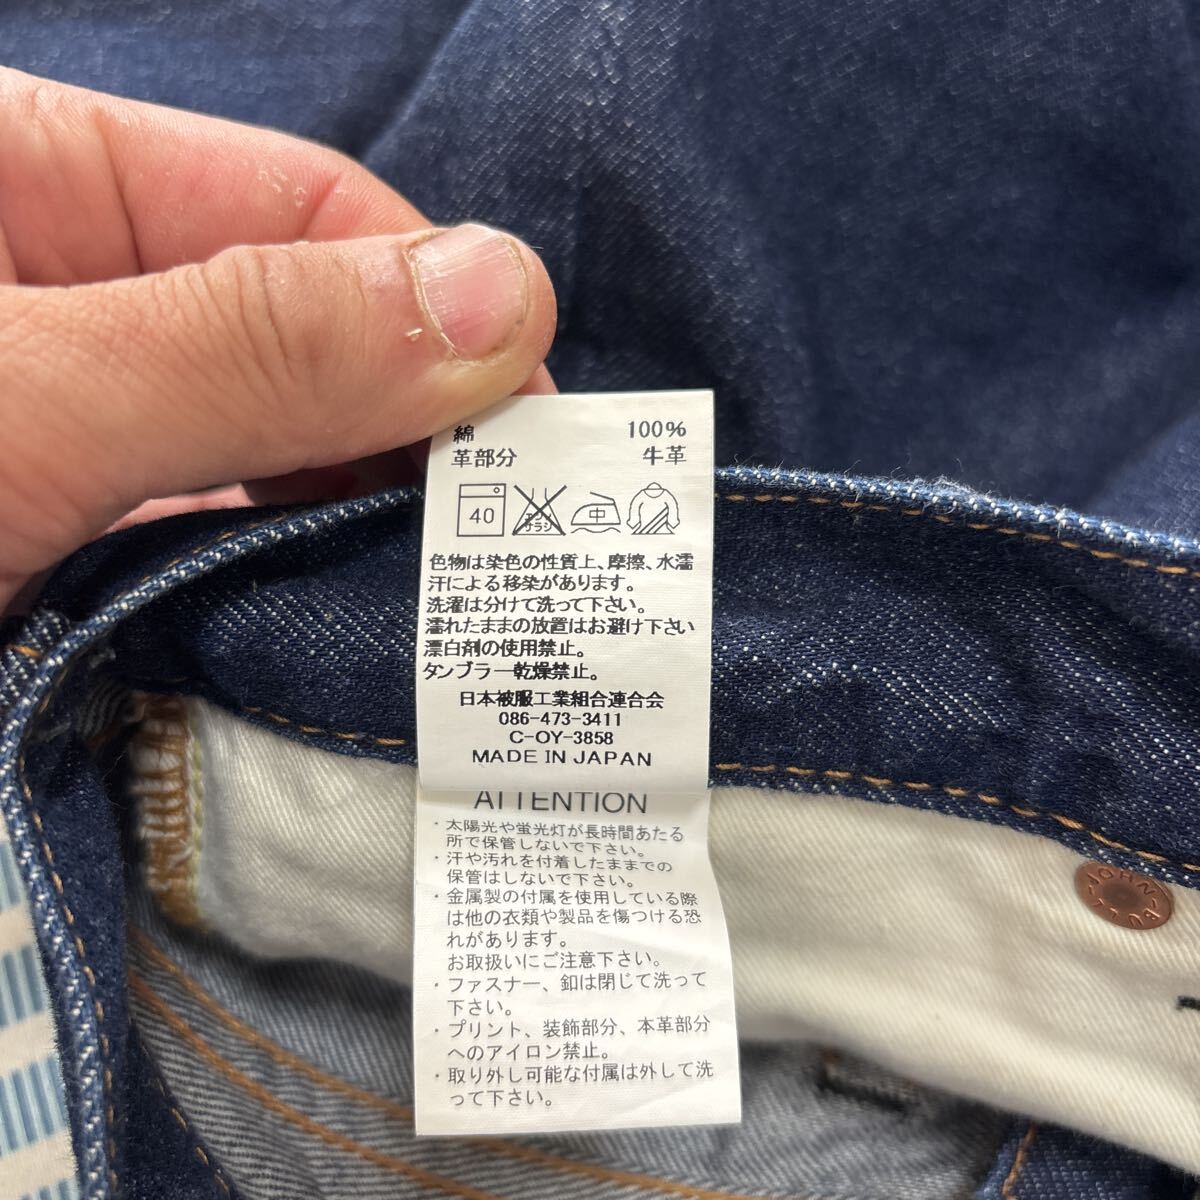 綿 100%
革部分 牛革
40 エンソ ブラシ 中
色物は染色の性質上、摩擦、水濡
汗による移染があります。
洗濯は分けて洗って下さい。
濡れたままの放置はお避け下さい
漂白剤の使用禁止。
タンブラー乾燥禁止。
日本被服工業組合連合会
086-473-3411
C-OY-3858
MADE IN JAPAN
ATTENTION
・太陽光や蛍光灯が長時間あたる
所で保管しないで下さい。
・汗や汚れを付着したままでの
保管はしないで下さい。
・金属製の付属を使用している際
は他の衣類や製品を傷つける恐
れがあります。
お取扱いにご注意下さい。
・ファスナー、釦は閉じて洗って
下さい。
・プリント、装飾部分、本革部分
へのアイロン禁止。
・取り外し可能な付属は外して洗
って下さい。
JOHN BULL